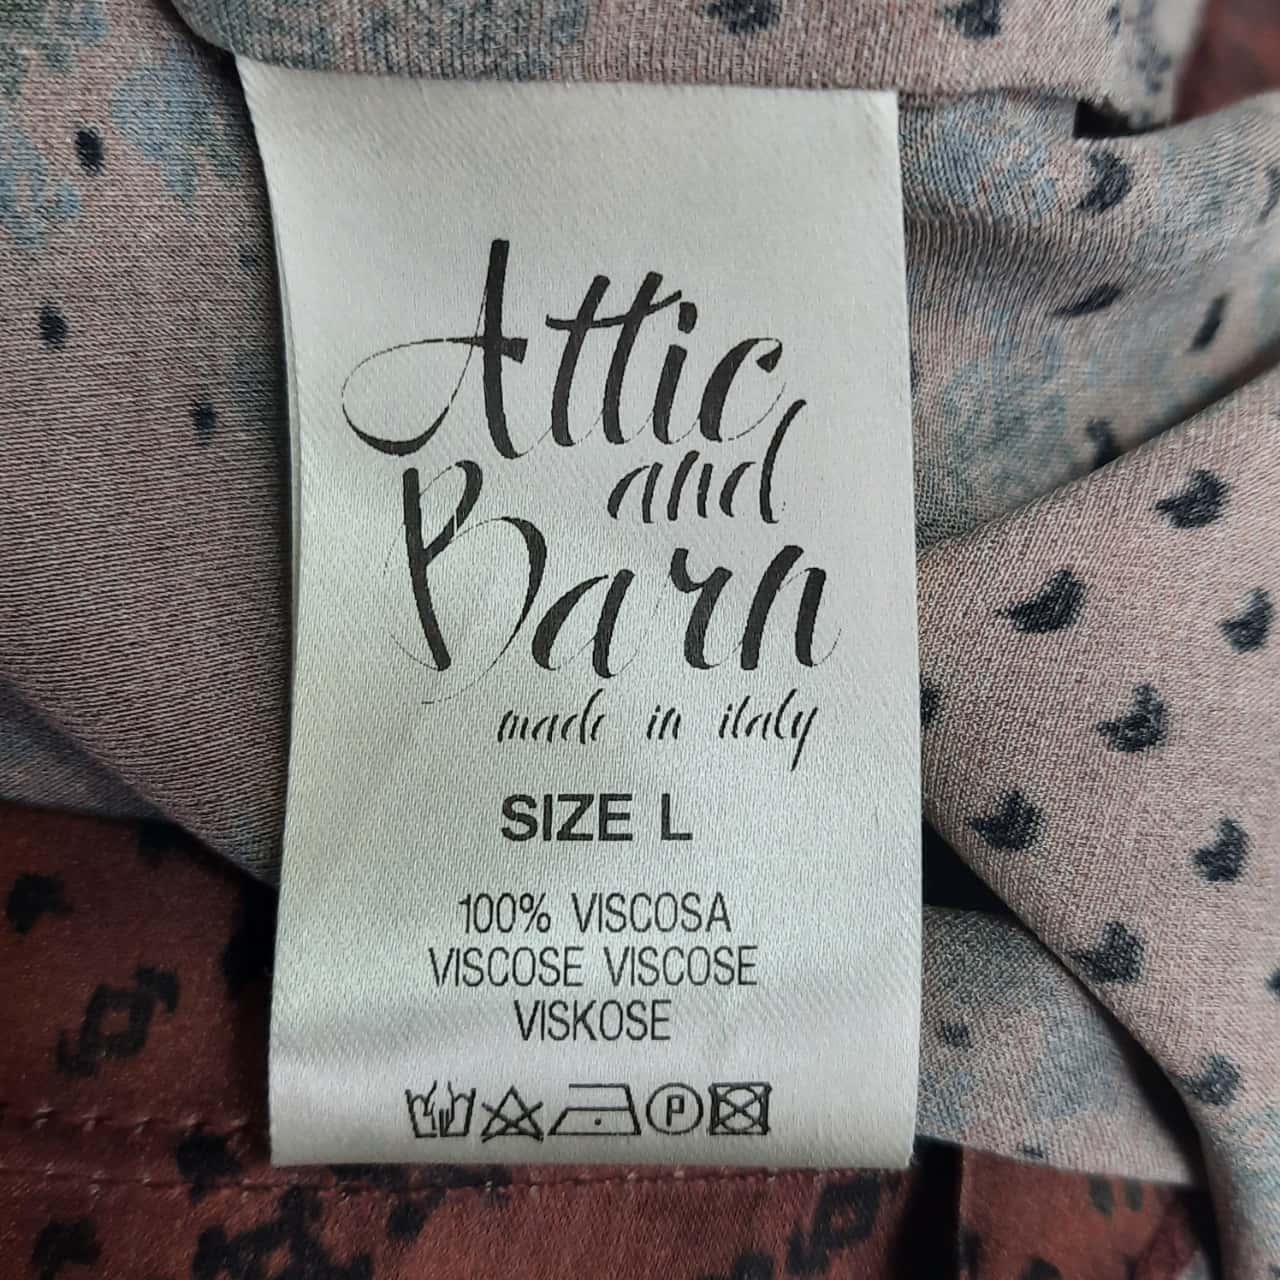 Attic
and
Barn
made in italy
SIZE L
100% VISCOSA
VISCOSE VISCOSE
VISKOSE
P